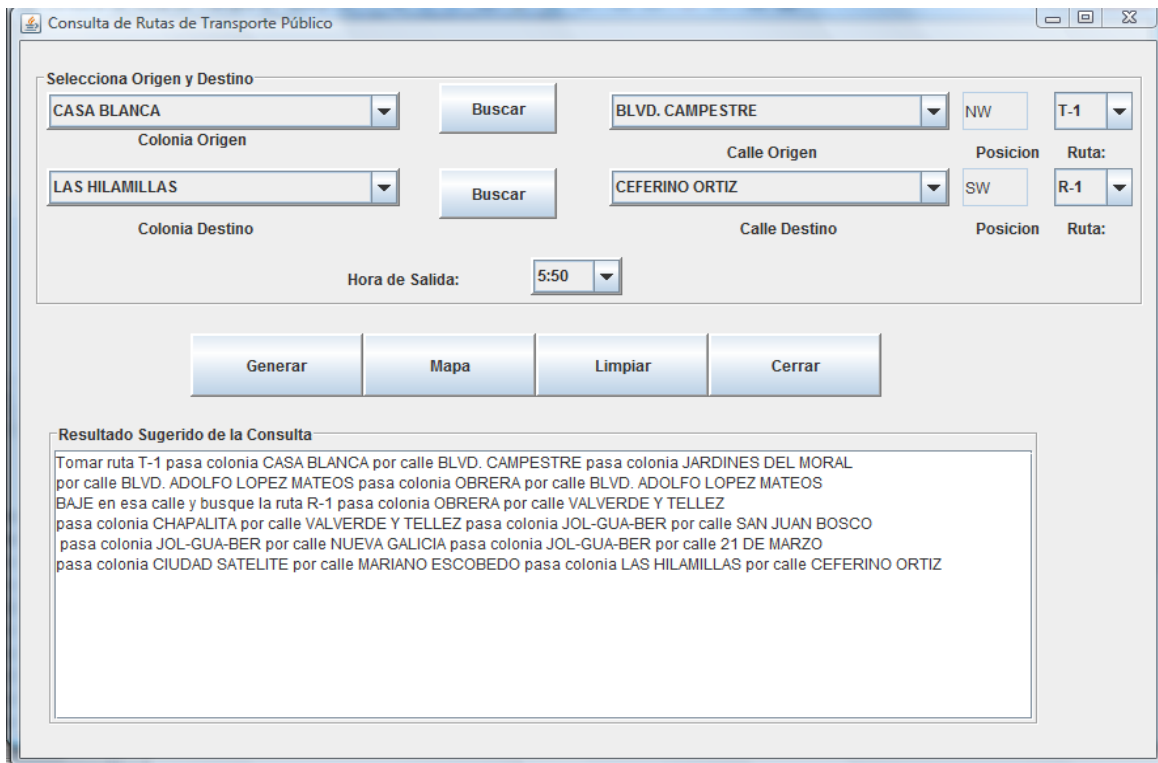 Consulta de Rutas de Transporte Público
Selecciona Origen y Destino
CASA BLANCA Buscar BLVD. CAMPESTRE NW T-1
Colonia Origen Calle Origen Posicion Ruta:
LAS HILAMILLAS Buscar CEFERINO ORTIZ SW R-1
Colonia Destino Calle Destino Posicion Ruta:
Hora de Salida: 5:50
Generar Mapa Limpiar Cerrar
Resultado Sugerido de la Consulta
Tomar ruta T-1 pasa colonia CASA BLANCA por calle BLVD. CAMPESTRE pasa colonia JARDINES DEL MORAL
por calle BLVD. ADOLFO LOPEZ MATEOS pasa colonia OBRERA por calle BLVD. ADOLFO LOPEZ MATEOS
BAJE en esa calle y busque la ruta R-1 pasa colonia OBRERA por calle VALVERDE Y TELLEZ
pasa colonia CHAPALITA por calle VALVERDE Y TELLEZ pasa colonia JOL-GUA-BER por calle SAN JUAN BOSCO
pasa colonia JOL-GUA-BER por calle NUEVA GALICIA pasa colonia JOL-GUA-BER por calle 21 DE MARZO
pasa colonia CIUDAD SATELITE por calle MARIANO ESCOBEDO pasa colonia LAS HILAMILLAS por calle CEFERINO ORTIZ